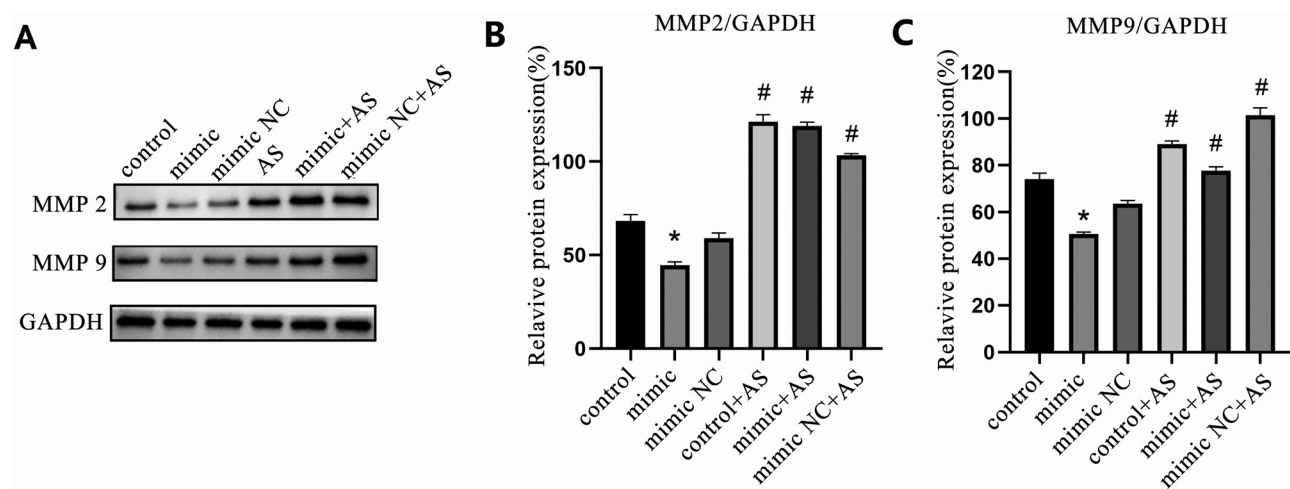 A
control
mimic
mimic NC
AS
mimic+AS
mimic NC+AS
MMP 2
MMP 9
GAPDH
B
MMP2/GAPDH
Relavive protein expression(%)
150
100
50
0
*
#
#
#
control
mimic
mimic NC
control+AS
mimic+AS
mimic NC+AS
C
MMP9/GAPDH
Relavive protein expression(%)
120
100
80
60
40
20
0
*
#
#
#
control
mimic
mimic NC
control+AS
mimic+AS
mimic NC+AS